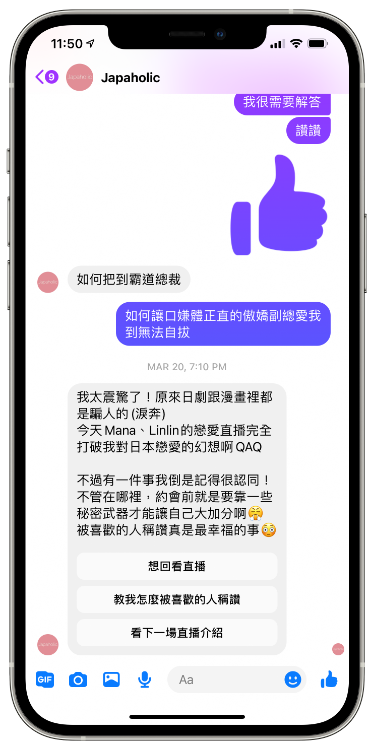 11:50
9
Japaholic
我很需要解答
讚讚
如何把到霸道總裁
如何讓口嫌體正直的傲嬌副總愛我
到無法自拔
MAR 20, 7:10 PM
我太震驚了！原來日劇跟漫畫裡都
是騙人的 (淚奔)
今天 Mana、Linlin的戀愛直播完全
打破我對日本戀愛的幻想啊 QAQ
不過有一件事我倒是記得很認同！
不管在哪裡，約會前就是要靠一些
秘密武器才能讓自己大加分啊😤
被喜歡的人稱讚真是最幸福的事😳
想回看直播
教我怎麼被喜歡的人稱讚
看下一場直播介紹
GIF
Aa